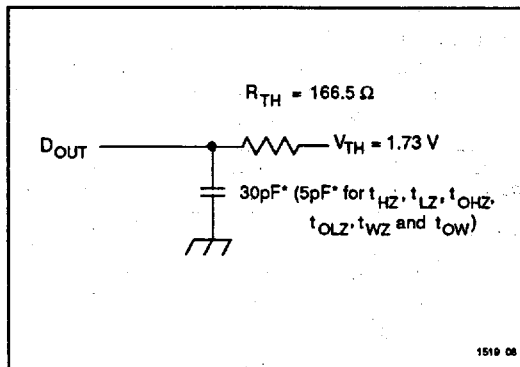 R_TH = 166.5 Ω
D_OUT
V_TH = 1.73 V
30pF* (5pF* for t_HZ, t_LZ, t_OHZ,
t_OLZ, t_WZ and t_OW)
1519 08